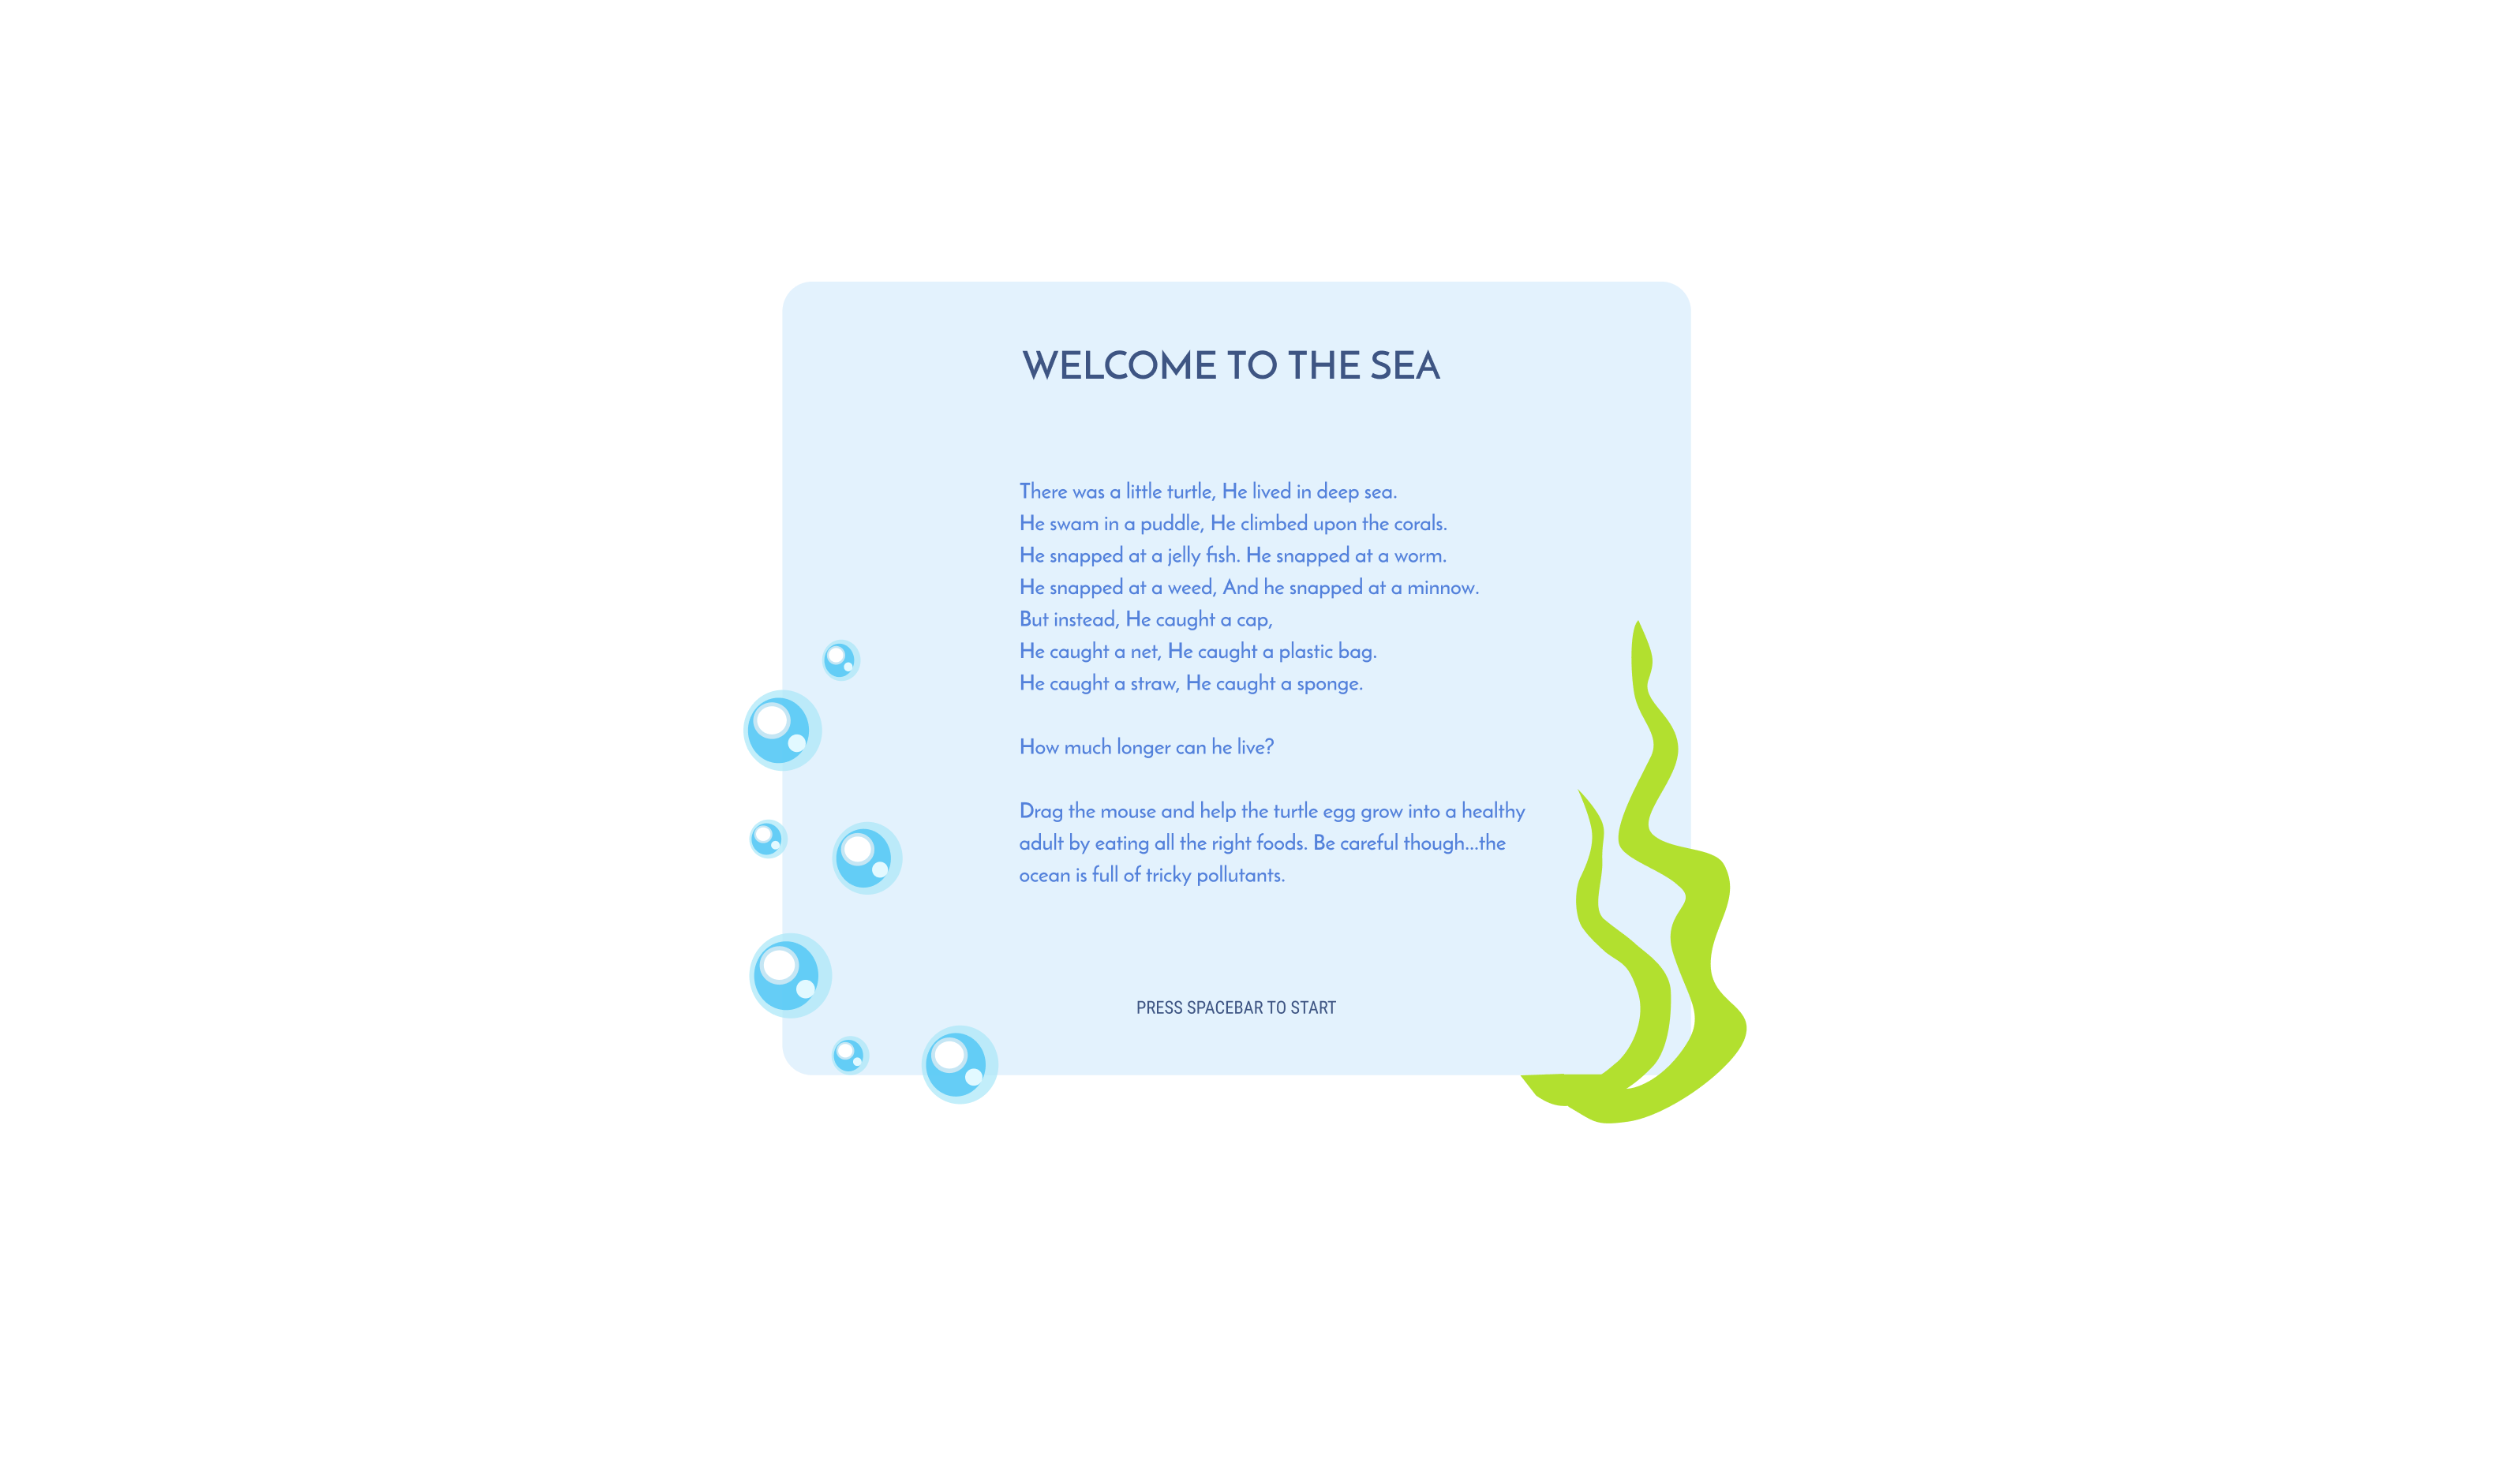 WELCOME TO THE SEA
There was a little turtle, He lived in deep sea.
He swam in a puddle, He climbed upon the corals.
He snapped at a jelly fish. He snapped at a worm.
He snapped at a weed, And he snapped at a minnow.
But instead, He caught a cap,
He caught a net, He caught a plastic bag.
He caught a straw, He caught a sponge.
How much longer can he live?
Drag the mouse and help the turtle egg grow into a healthy
adult by eating all the right foods. Be careful though...the
ocean is full of tricky pollutants.
PRESS SPACEBAR TO START